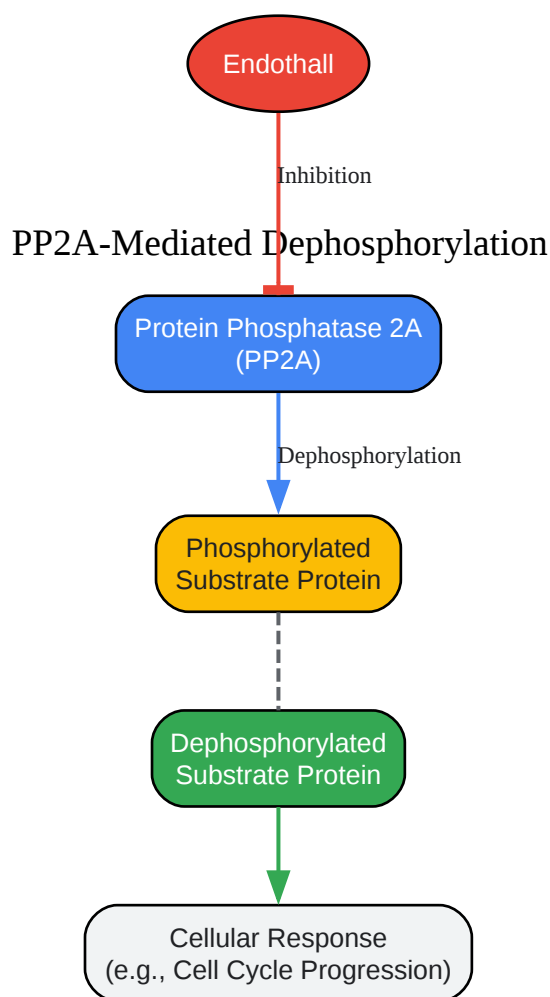 Endothall
Inhibition
PP2A-Mediated Dephosphorylation
Protein Phosphatase 2A
(PP2A)
Dephosphorylation
Phosphorylated
Substrate Protein
Dephosphorylated
Substrate Protein
Cellular Response
(e.g., Cell Cycle Progression)